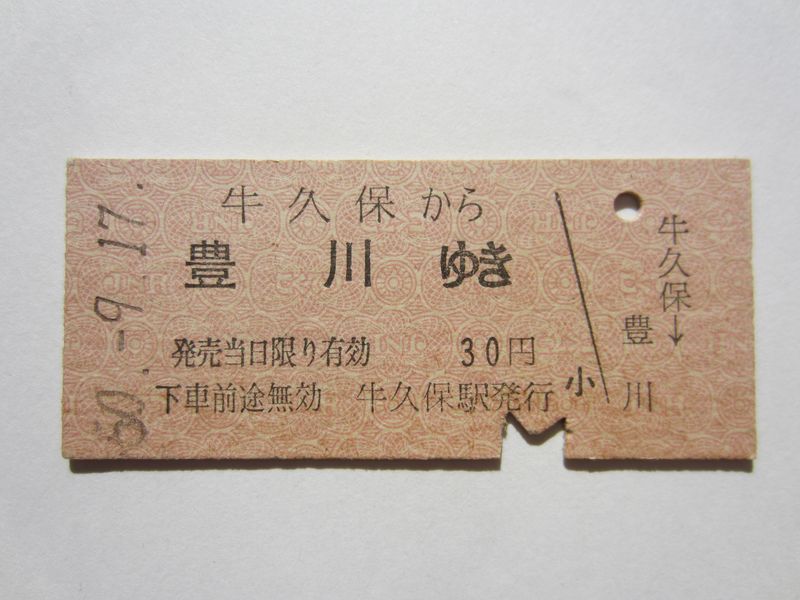 牛久保から
豊川ゆき
発売当日限り有効 30円
下車前途無効 牛久保駅発行
小
牛久保→
豊川
50.-9.17.